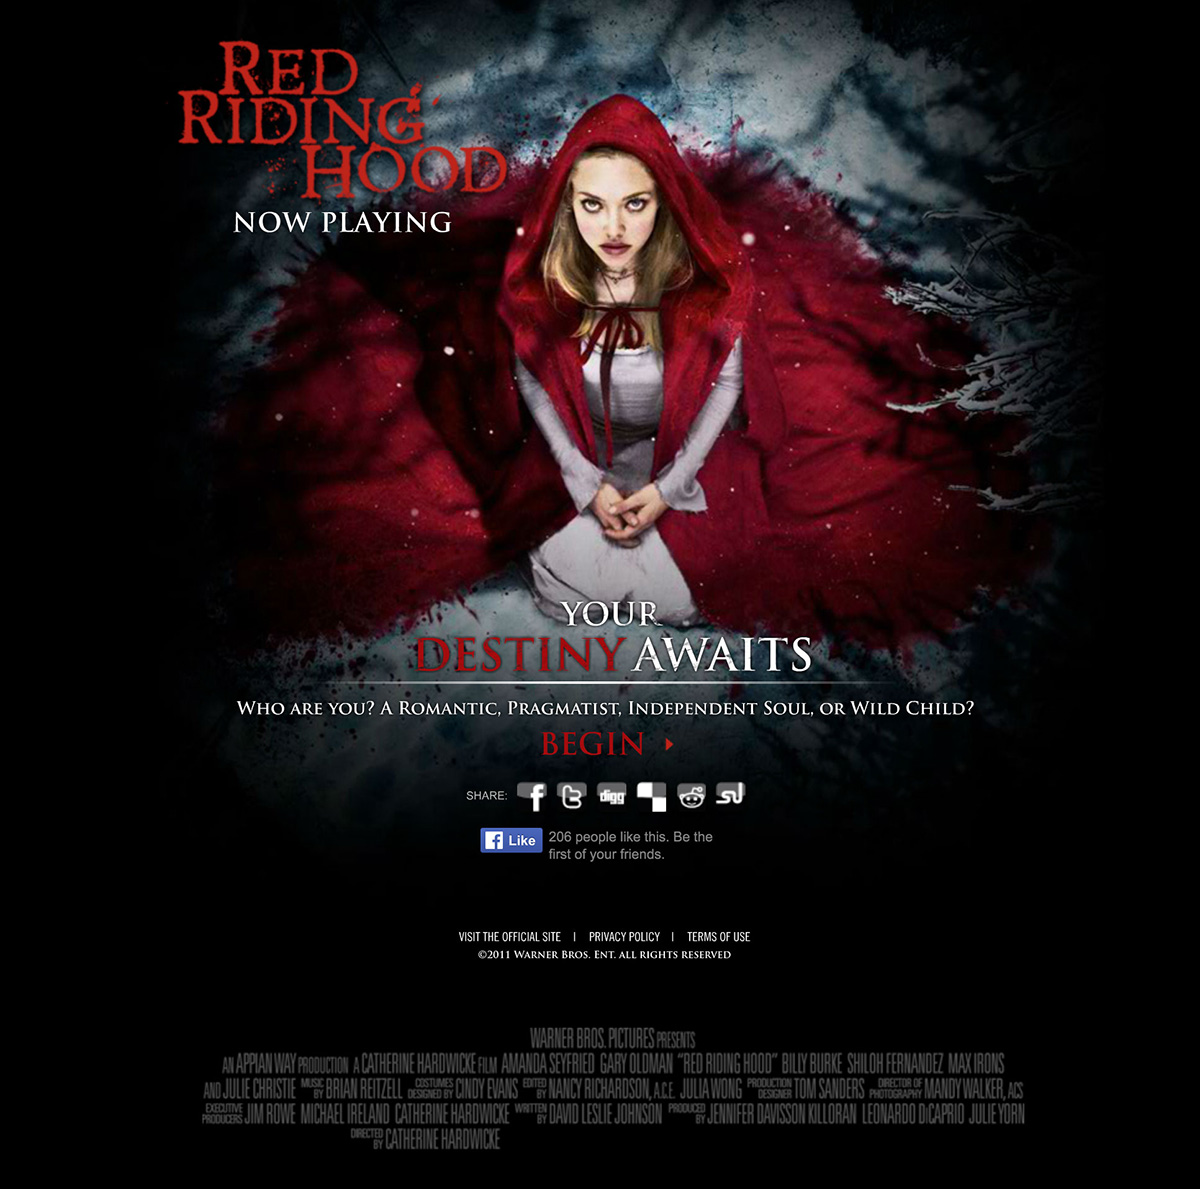 RED
RIDING
HOOD
NOW PLAYING
YOUR
DESTINY AWAITS
WHO ARE YOU? A ROMANTIC, PRAGMATIST, INDEPENDENT SOUL, OR WILD CHILD?
BEGIN
SHARE: digg
Like 206 people like this. Be the
first of your friends.
VISIT THE OFFICIAL SITE | PRIVACY POLICY | TERMS OF USE
©2011 WARNER BROS. ENT. ALL RIGHTS RESERVED
WARNER BROS. PICTURES PRESENTS
AN APPIAN WAY PRODUCTION A CATHERINE HARDWICKE FILM AMANDA SEYFRIED GARY OLDMAN "RED RIDING HOOD" BILLY BURKE SHILOH FERNANDEZ MAX IRONS
AND JULIE CHRISTIE MUSIC BY BRIAN REITZELL COSTUMES DESIGNED BY CINDY EVANS EDITED BY NANCY RICHARDSON, A.C.E. JULIA WONG PRODUCTION DESIGNER TOM SANDERS DIRECTOR OF PHOTOGRAPHY MANDY WALKER, ACS
EXECUTIVE PRODUCERS JIM ROWE MICHAEL IRELAND CATHERINE HARDWICKE WRITTEN BY DAVID LESLIE JOHNSON PRODUCED BY JENNIFER DAVISSON KILLORAN LEONARDO DiCAPRIO JULIE YORN
DIRECTED BY CATHERINE HARDWICKE